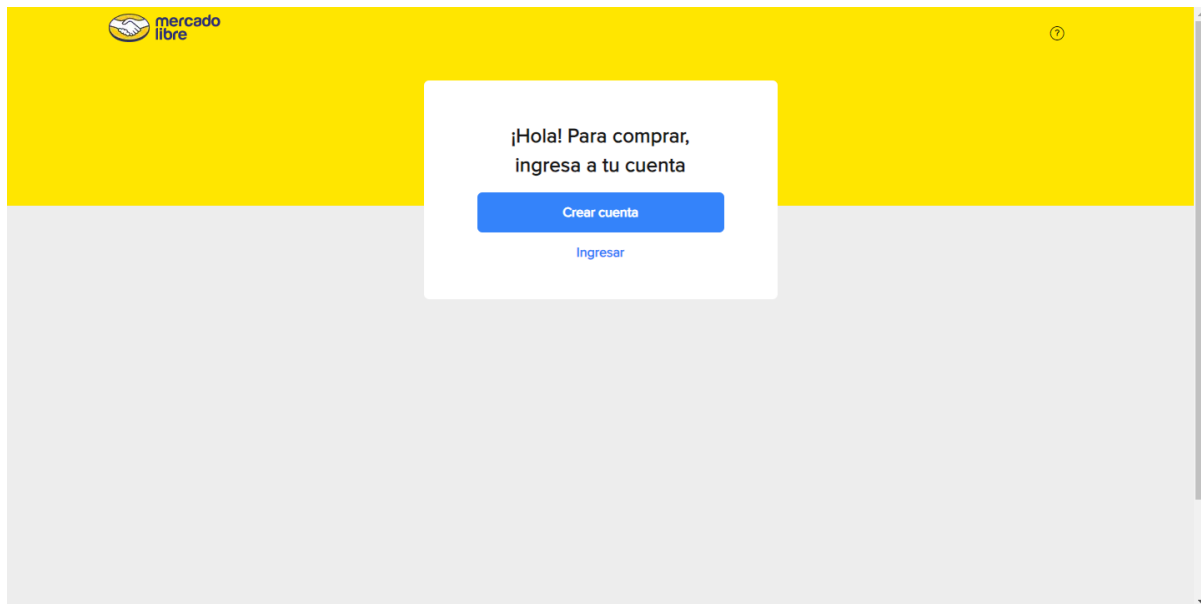 mercado
libre
?
¡Hola! Para comprar,
ingresa a tu cuenta
Crear cuenta
Ingresar